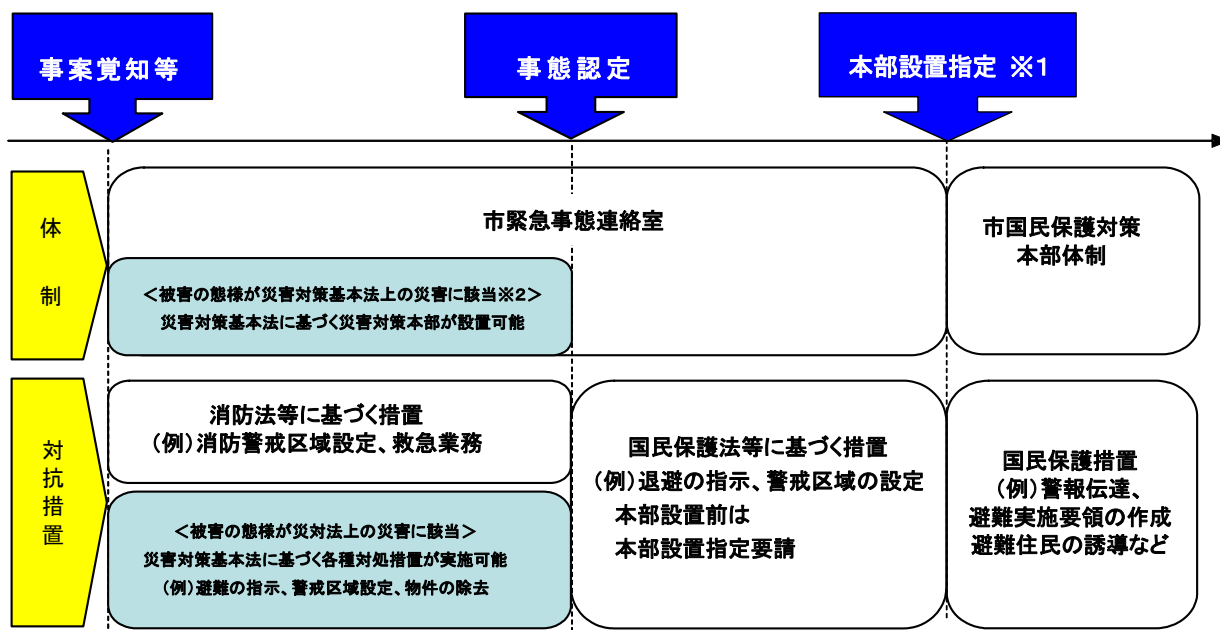 事案覚知等
事態認定
本部設置指定 ※1
体制
市緊急事態連絡室
<被害の態様が災害対策基本法上の災害に該当※2>
災害対策基本法に基づく災害対策本部が設置可能
市国民保護対策
本部体制
対抗措置
消防法等に基づく措置
(例)消防警戒区域設定、救急業務
<被害の態様が災対法上の災害に該当>
災害対策基本法に基づく各種対処措置が実施可能
(例)避難の指示、警戒区域設定、物件の除去
国民保護法等に基づく措置
(例)退避の指示、警戒区域の設定
本部設置前は
本部設置指定要請
国民保護措置
(例)警報伝達、
避難実施要領の作成
避難住民の誘導など